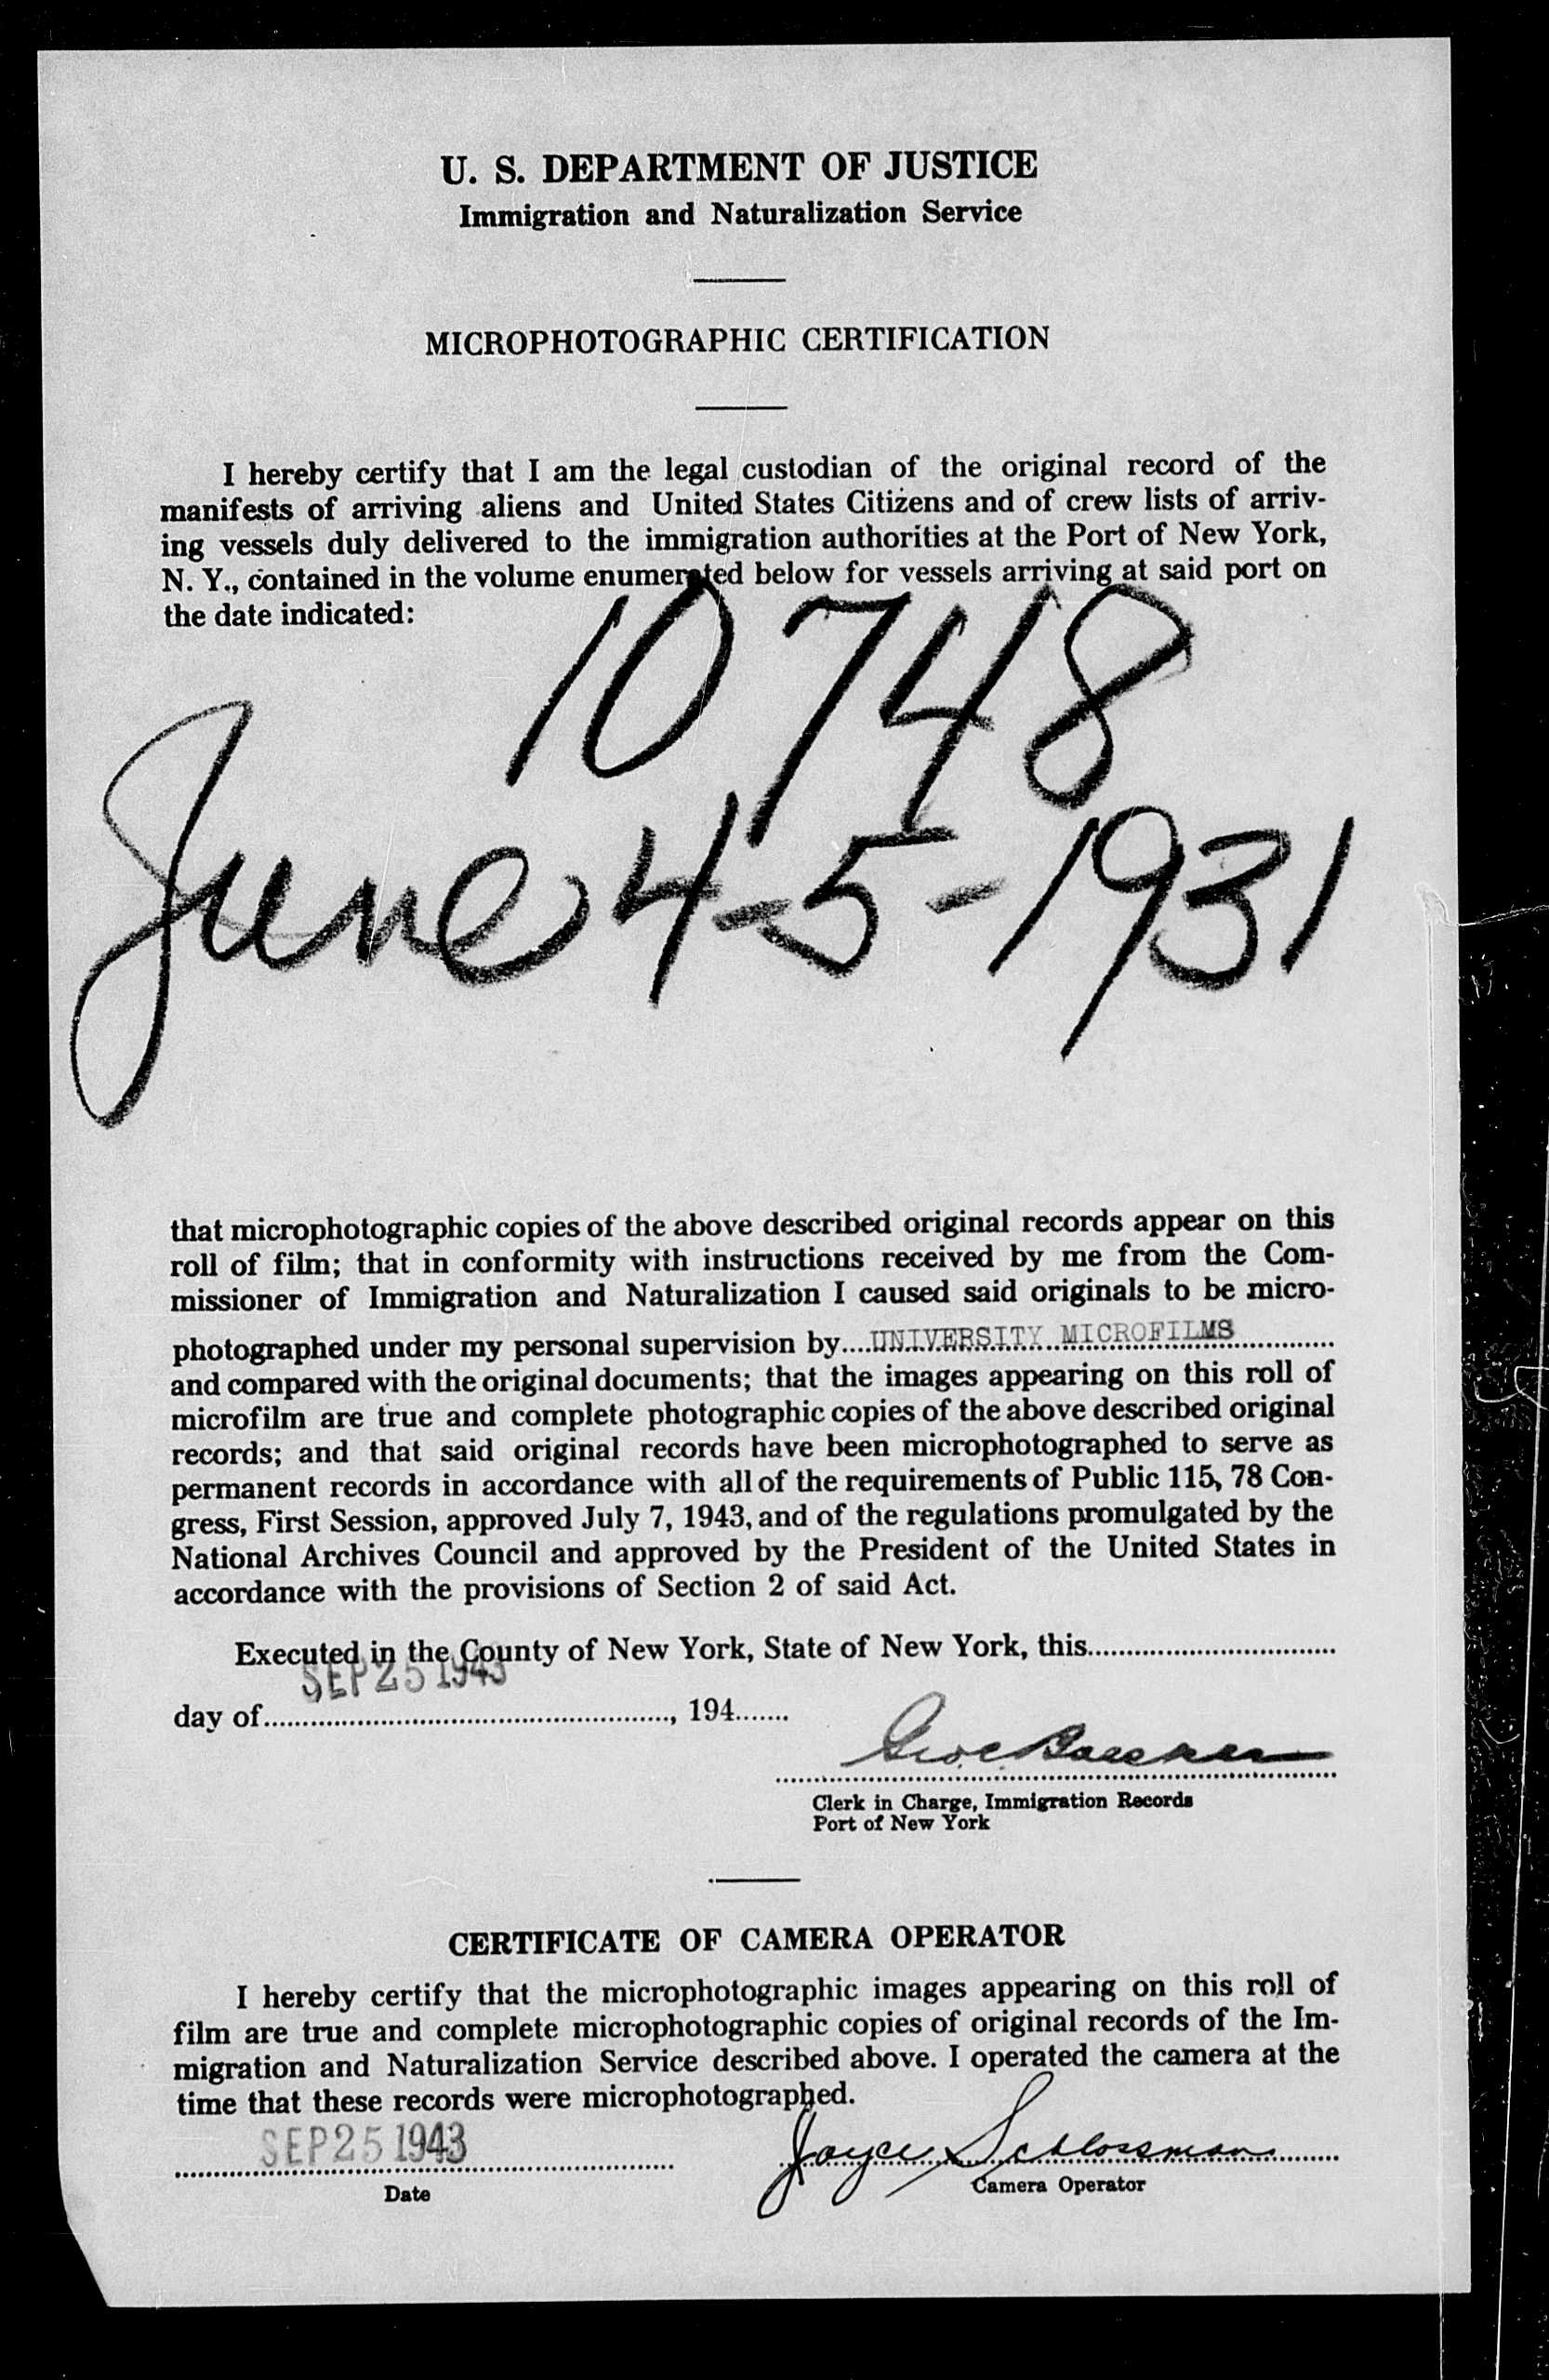 U. S. DEPARTMENT OF JUSTICE
Immigration and Naturalization Service
MICROPHOTOGRAPHIC CERTIFICATION
I hereby certify that I am the legal custodian of the original record of the
manifests of arriving aliens and United States Citizens and of crew lists of arriv-
ing vessels duly delivered to the immigration authorities at the Port of New York,
N. Y., contained in the volume enumerated below for vessels arriving at said port on
the date indicated:
10748
June 4-5-1931
that microphotographic copies of the above described original records appear on this
roll of film; that in conformity with instructions received by me from the Com-
missioner of Immigration and Naturalization I caused said originals to be micro-
photographed under my personal supervision by....UNIVERSITY MICROFILMS
and compared with the original documents; that the images appearing on this roll of
microfilm are true and complete photographic copies of the above described original
records; and that said original records have been microphotographed to serve as
permanent records in accordance with all of the requirements of Public 115, 78 Con-
gress, First Session, approved July 7, 1943, and of the regulations promulgated by the
National Archives Council and approved by the President of the United States in
accordance with the provisions of Section 2 of said Act.
Executed in the County of New York, State of New York, this
SEP 25 1943
day of , 194
Clerk in Charge, Immigration Records
Port of New York
CERTIFICATE OF CAMERA OPERATOR
I hereby certify that the microphotographic images appearing on this roll of
film are true and complete microphotographic copies of original records of the Im-
migration and Naturalization Service described above. I operated the camera at the
time that these records were microphotographed.
SEP 25 1943
Joyce Schlossman
Date
Camera Operator